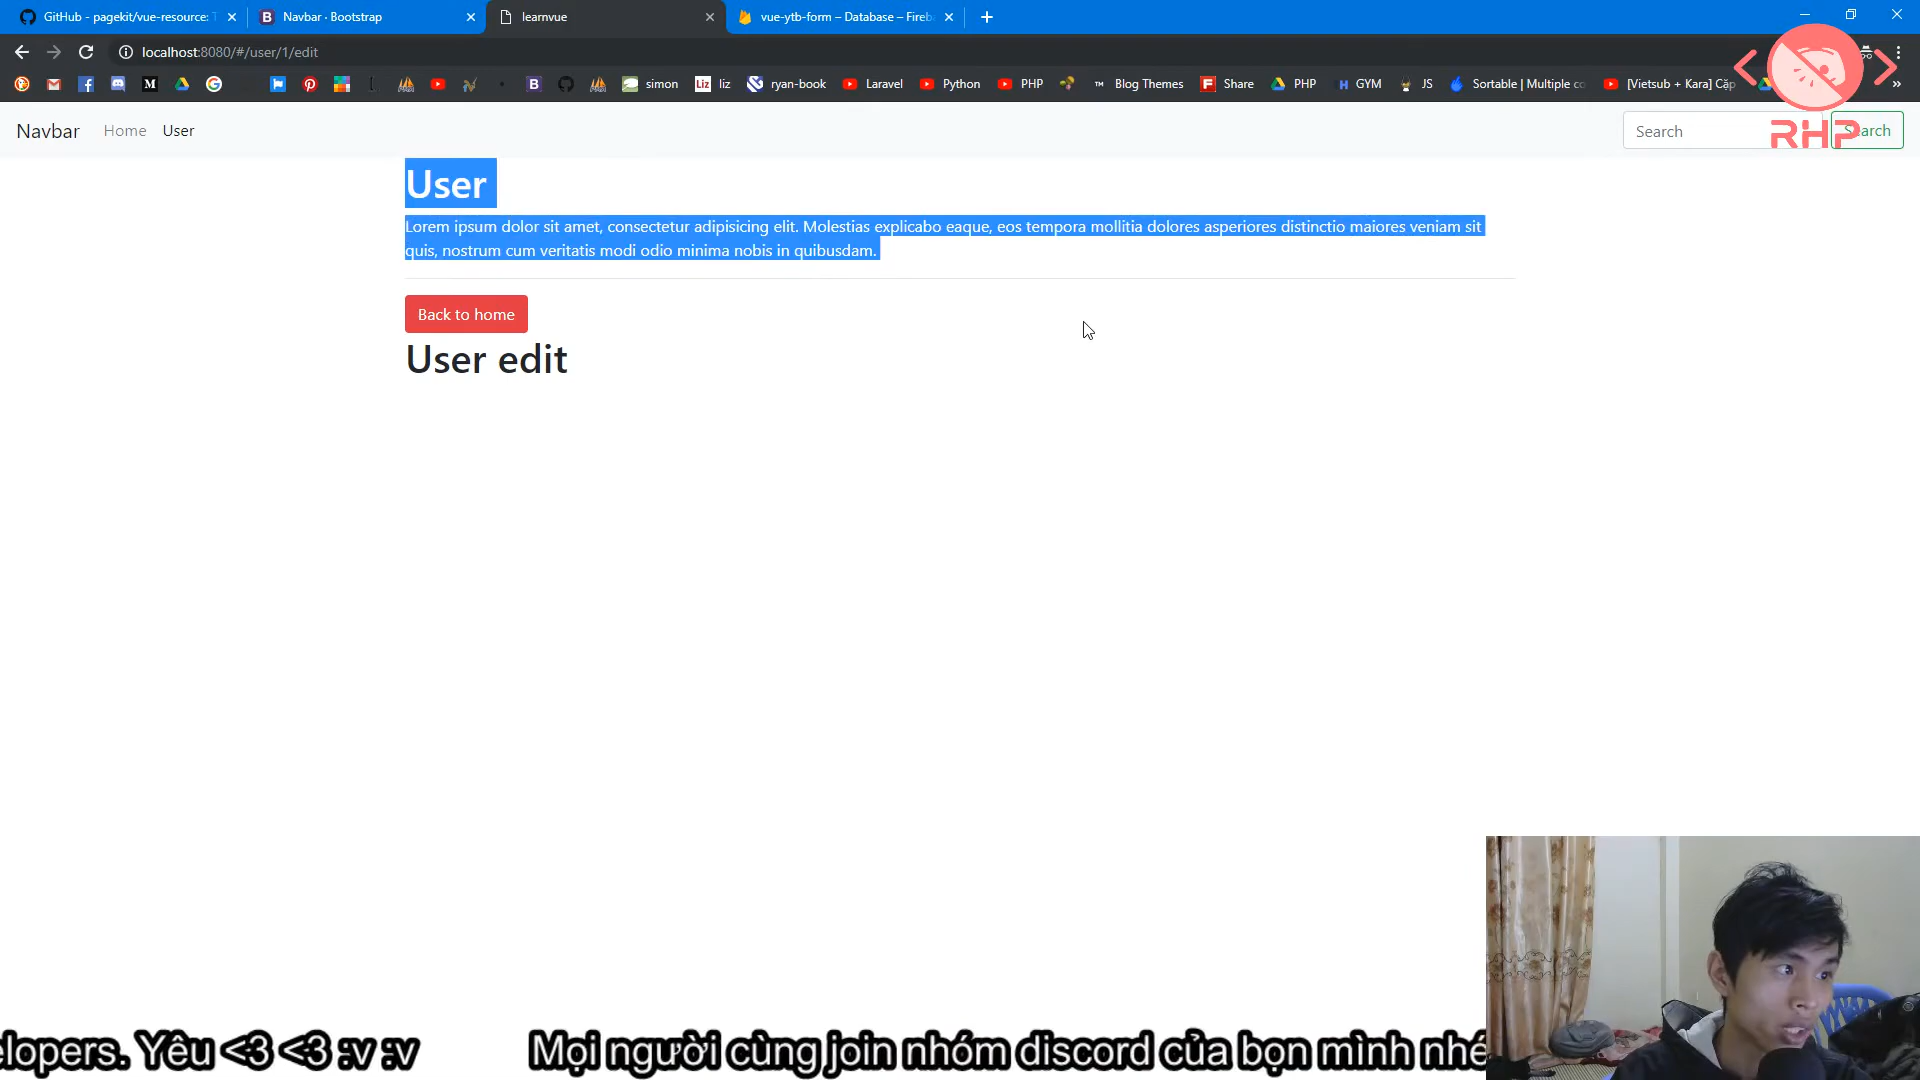 GitHub - pagekit/vue-resource: T
Navbar · Bootstrap
learnvue
vue-ytb-form – Database – Fireb
localhost:8080/#/user/1/edit
simon
liz
ryan-book
Laravel
Python
PHP
Blog Themes
Share
PHP
GYM
JS
Sortable | Multiple co
[Vietsub + Kara] Cặp
RHP
Navbar
Home
User
Search
Search
User
Lorem ipsum dolor sit amet, consectetur adipisicing elit. Molestias explicabo eaque, eos tempora mollitia dolores asperiores distinctio maiores veniam sit
quis, nostrum cum veritatis modi odio minima nobis in quibusdam.
Back to home
User edit
elopers. Yêu <3 <3 :v :v
Mọi người cùng join nhóm discord của bọn mình nhé